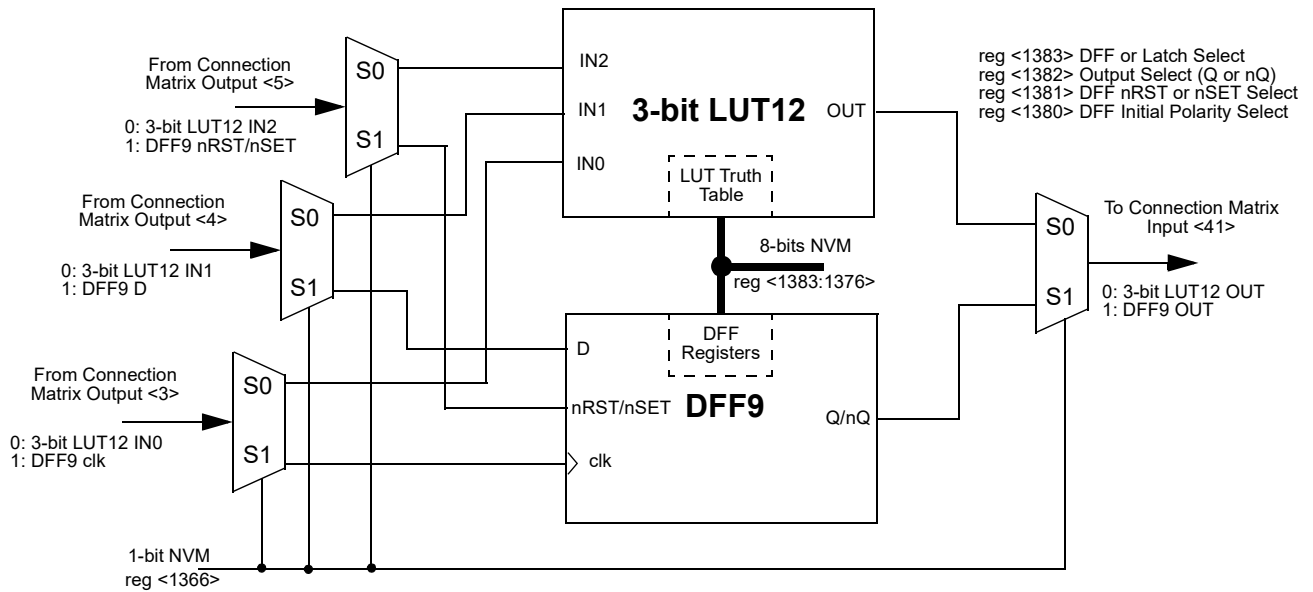 From Connection
Matrix Output <5>
0: 3-bit LUT12 IN2
1: DFF9 nRST/nSET
S0
S1
From Connection
Matrix Output <4>
0: 3-bit LUT12 IN1
1: DFF9 D
S0
S1
From Connection
Matrix Output <3>
0: 3-bit LUT12 IN0
1: DFF9 clk
S0
S1
1-bit NVM
reg <1366>
IN2
IN1
IN0
3-bit LUT12
OUT
LUT Truth
Table
8-bits NVM
reg <1383:1376>
DFF
Registers
D
nRST/nSET
clk
DFF9
Q/nQ
reg <1383> DFF or Latch Select
reg <1382> Output Select (Q or nQ)
reg <1381> DFF nRST or nSET Select
reg <1380> DFF Initial Polarity Select
S0
S1
To Connection Matrix
Input <41>
0: 3-bit LUT12 OUT
1: DFF9 OUT